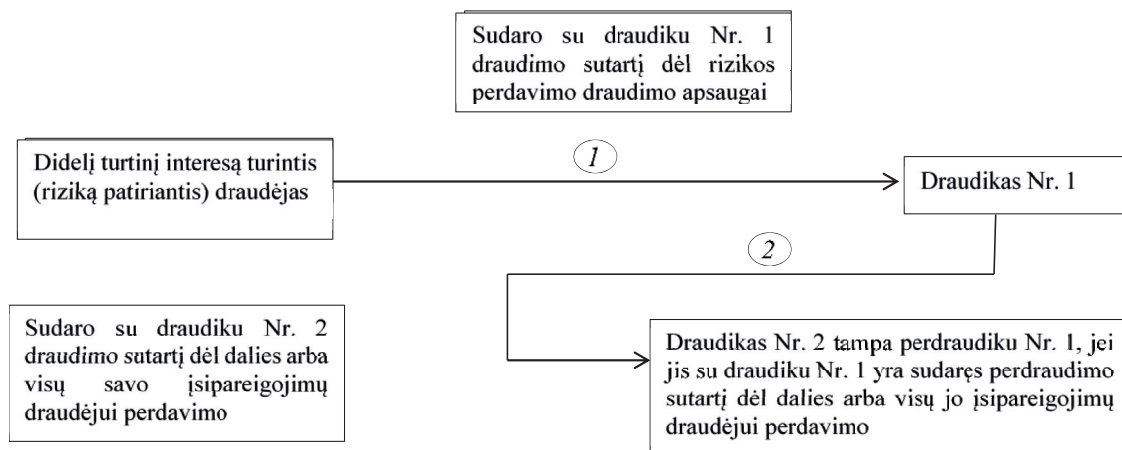 Sudaro su draudiku Nr. 1
draudimo sutartį dėl rizikos
perdavimo draudimo apsaugai
1
Didelį turtinį interesą turintis
(riziką patiriantis) draudėjas
Draudikas Nr. 1
2
Sudaro su draudiku Nr. 2
draudimo sutartį dėl dalies arba
visų savo įsipareigojimų
draudėjui perdavimo
Draudikas Nr. 2 tampa perdraudiku Nr. 1, jei
jis su draudiku Nr. 1 yra sudaręs perdraudimo
sutartį dėl dalies arba visų jo įsipareigojimų
draudėjui perdavimo